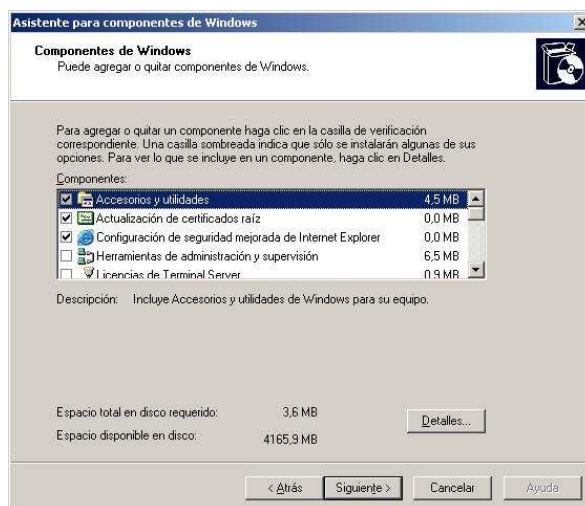 Asistente para componentes de Windows
Componentes de Windows
Puede agregar o quitar componentes de Windows.
Para agregar o quitar un componente haga clic en la casilla de verificación
correspondiente. Una casilla sombreada indica que sólo se instalarán algunas de sus
opciones. Para ver lo que se incluye en un componente, haga clic en Detalles.
Componentes:
Accesorios y utilidades 4,5 MB
Actualización de certificados raíz 0,0 MB
Configuración de seguridad mejorada de Internet Explorer 0,0 MB
Herramientas de administración y supervisión 6,5 MB
Licencias de Terminal Server 0,9 MB
Descripción: Incluye Accesorios y utilidades de Windows para su equipo.
Espacio total en disco requerido: 3,6 MB
Detalles...
Espacio disponible en disco: 4165,9 MB
< Atrás Siguiente > Cancelar Ayuda